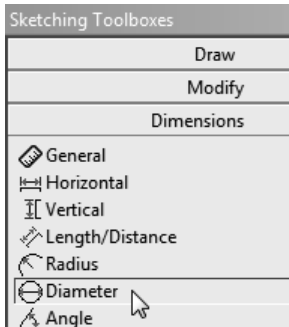 Sketching Toolboxes
Draw
Modify
Dimensions
General
Horizontal
Vertical
Length/Distance
Radius
Diameter
Angle